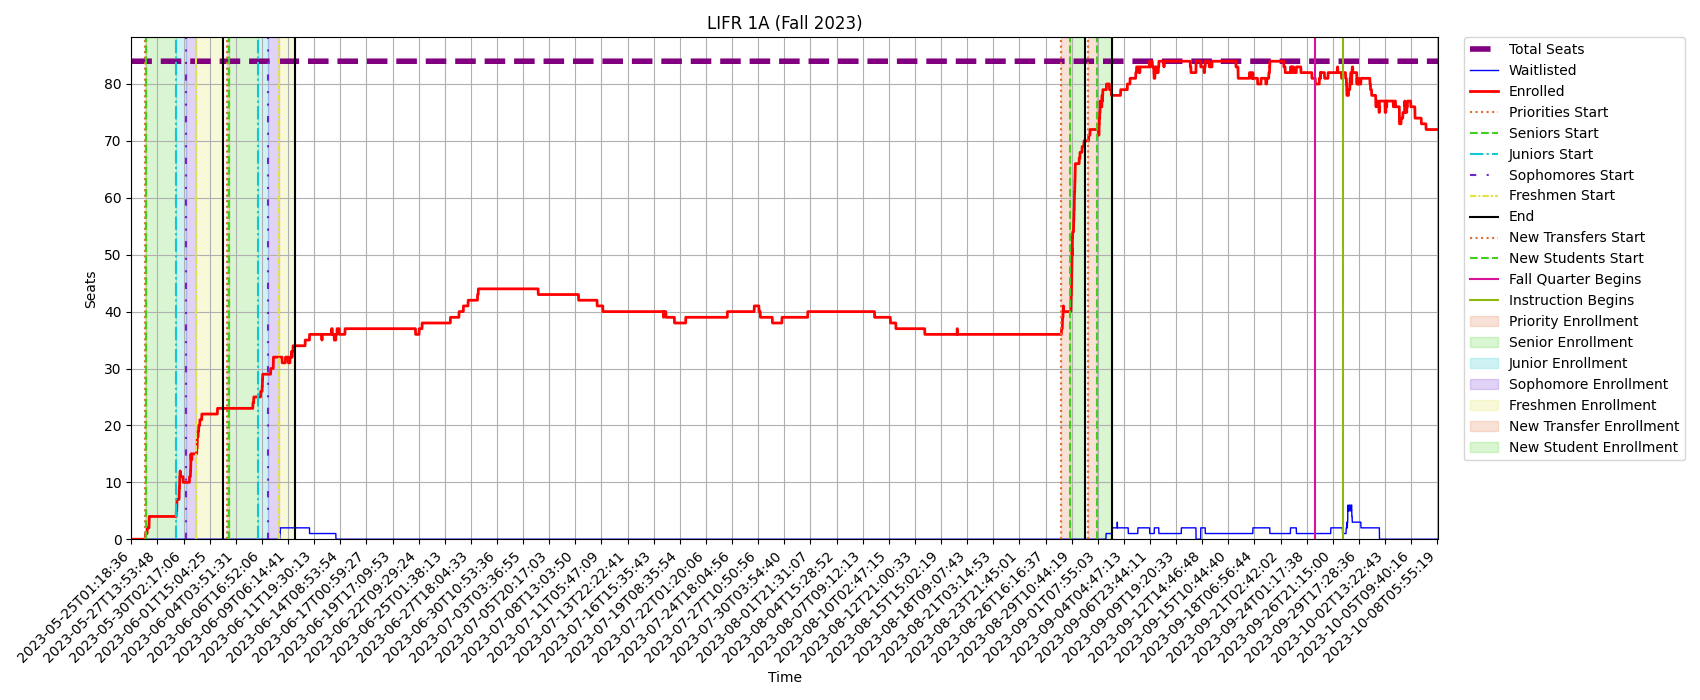 LIFR 1A (Fall 2023)
Seats
80
70
60
50
40
30
20
10
0
2023-05-25T01:18:36
2023-05-27T13:53:48
2023-05-30T02:17:06
2023-06-01T15:04:25
2023-06-04T03:51:31
2023-06-06T16:52:06
2023-06-09T06:14:41
2023-06-11T19:30:13
2023-06-14T08:53:54
2023-06-17T00:59:27
2023-06-19T17:09:53
2023-06-22T09:29:24
2023-06-25T01:38:13
2023-06-27T18:04:33
2023-06-30T10:53:36
2023-07-03T03:36:55
2023-07-05T20:17:03
2023-07-08T13:03:50
2023-07-11T05:47:09
2023-07-13T22:22:41
2023-07-16T15:35:43
2023-07-19T08:35:54
2023-07-22T01:20:06
2023-07-24T18:04:56
2023-07-27T10:50:56
2023-07-30T03:54:40
2023-08-01T21:31:07
2023-08-04T15:28:52
2023-08-07T09:12:13
2023-08-10T02:47:15
2023-08-12T21:00:33
2023-08-15T15:02:19
2023-08-18T09:07:43
2023-08-21T03:14:53
2023-08-23T21:45:01
2023-08-26T16:16:37
2023-08-29T10:44:19
2023-09-01T07:55:03
2023-09-04T04:47:13
2023-09-06T23:44:11
2023-09-09T19:20:33
2023-09-12T14:46:48
2023-09-15T10:44:40
2023-09-18T06:56:44
2023-09-21T02:42:02
2023-09-24T01:17:38
2023-09-26T21:15:00
2023-09-29T17:28:36
2023-10-02T13:22:43
2023-10-05T09:40:16
2023-10-08T05:55:19
Time
Total Seats
Waitlisted
Enrolled
Priorities Start
Seniors Start
Juniors Start
Sophomores Start
Freshmen Start
End
New Transfers Start
New Students Start
Fall Quarter Begins
Instruction Begins
Priority Enrollment
Senior Enrollment
Junior Enrollment
Sophomore Enrollment
Freshmen Enrollment
New Transfer Enrollment
New Student Enrollment